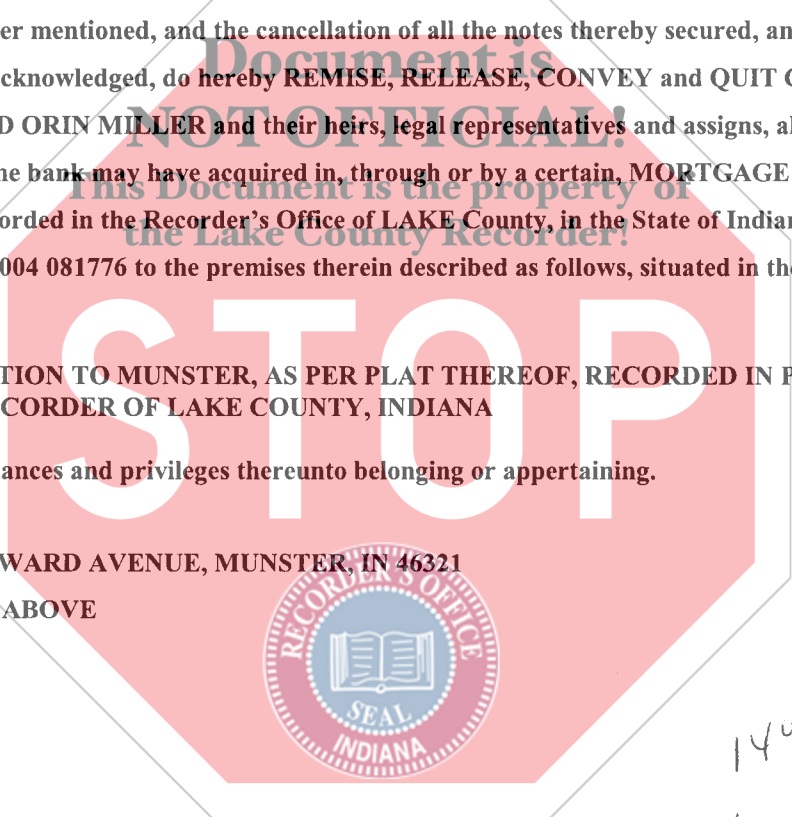 er mentioned, and the cancellation of all the notes thereby secured, an
Document is
cknowledged, do hereby REMISE, RELEASE, CONVEY and QUIT C
NOT OFFICIAL!
D ORIN MILLER and their heirs, legal representatives and assigns, al
ne bank may have acquired in, through or by a certain, MORTGAGE
This Document is the property of
orded in the Recorder's Office of LAKE County, in the State of Indian
the Lake County Recorder!
004 081776 to the premises therein described as follows, situated in the
STOP
TION TO MUNSTER, AS PER PLAT THEREOF, RECORDED IN P
CORDER OF LAKE COUNTY, INDIANA
ances and privileges thereunto belonging or appertaining.
WARD AVENUE, MUNSTER, IN 46321
ABOVE
RECORDER'S OFFICE
SEAL
INDIANA
14